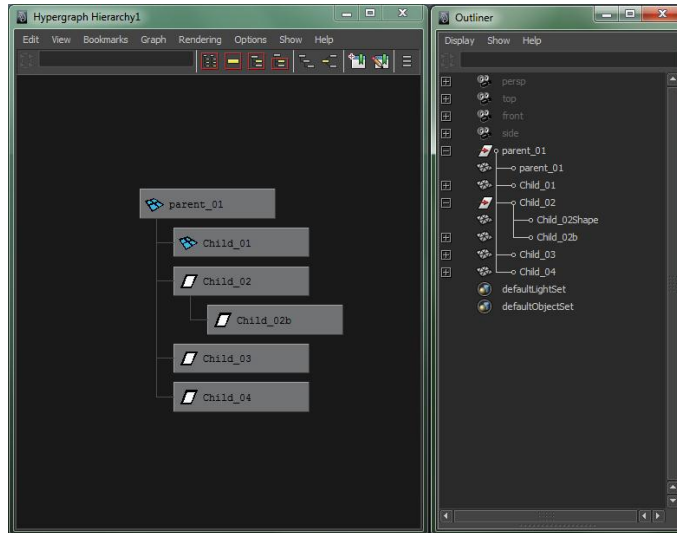 Hypergraph Hierarchy1
Edit View Bookmarks Graph Rendering Options Show Help
parent_01
Child_01
Child_02
Child_02b
Child_03
Child_04
Outliner
Display Show Help
persp
top
front
side
parent_01
parent_01
Child_01
Child_02
Child_02Shape
Child_02b
Child_03
Child_04
defaultLightSet
defaultObjectSet